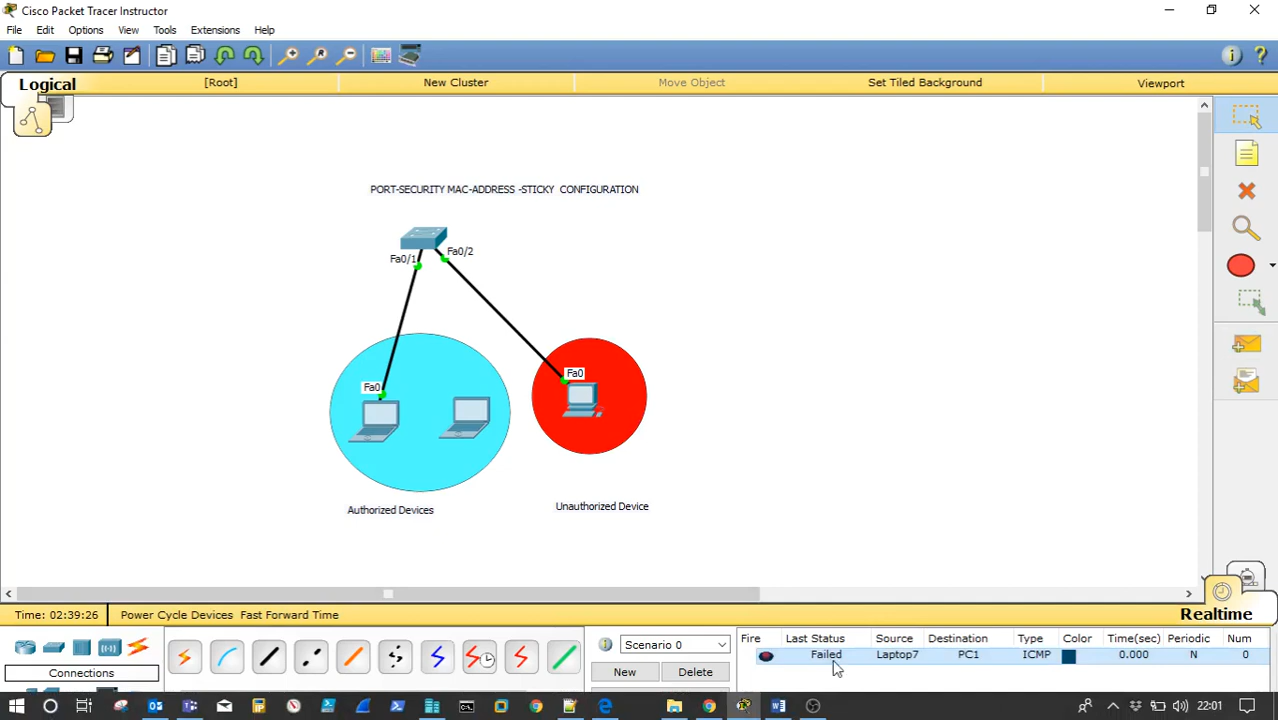 Cisco Packet Tracer Instructor
File Edit Options View Tools Extensions Help
Logical [Root] New Cluster Move Object Set Tiled Background Viewport
PORT-SECURITY MAC-ADDRESS -STICKY CONFIGURATION
Fa0/1 Fa0/2
Fa0 Fa0
Authorized Devices Unauthorized Device
Time: 02:39:26 Power Cycle Devices Fast Forward Time Realtime
Scenario 0 Fire Last Status Source Destination Type Color Time(sec) Periodic Num
Failed Laptop7 PC1 ICMP 0.000 N 0
Connections New Delete
22:01